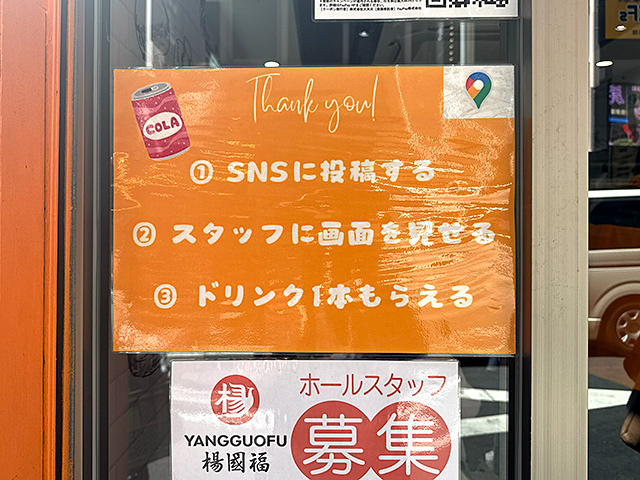 Thank you!
COLA
① SNSに投稿する
② スタッフに画面を見せる
③ ドリンク1本もらえる
ホールスタッフ
募集
YANGGUOFU
楊國福